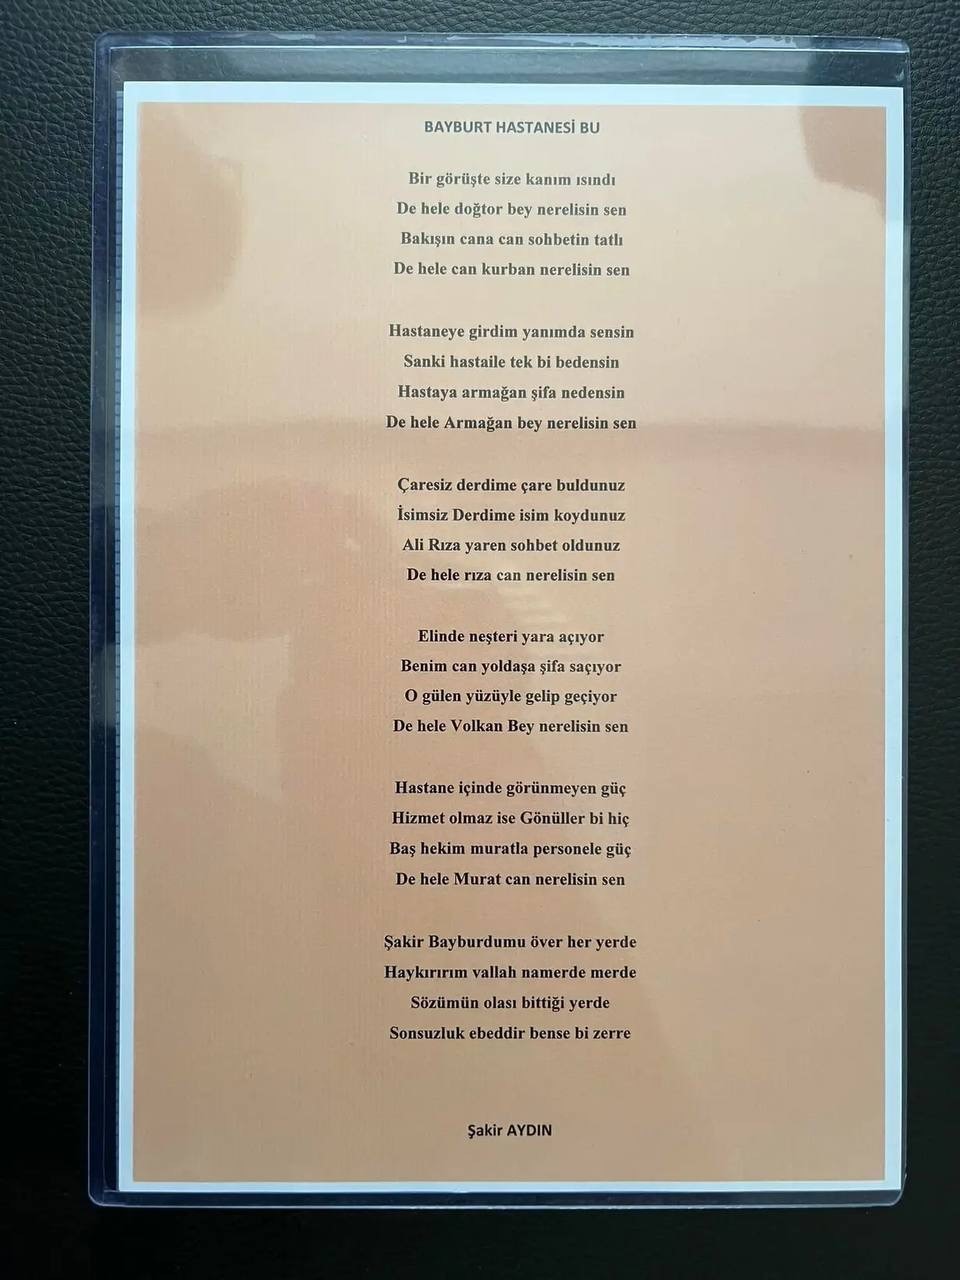 BAYBURT HASTANESİ BU
Bir görüşte size kanım ısındı
De hele doğtor bey nerelisin sen
Bakışın cana can sohbetin tatlı
De hele can kurban nerelisin sen
Hastaneye girdim yanımda sensin
Sanki hastaile tek bi bedensin
Hastaya armağan şifa nedensin
De hele Armağan bey nerelisin sen
Çaresiz derdime çare buldunuz
İsimsiz Derdime isim koydunuz
Ali Rıza yaren sohbet oldunuz
De hele rıza can nerelisin sen
Elinde neşteri yara açıyor
Benim can yoldaşa şifa saçıyor
O gülen yüzüyle gelip geçiyor
De hele Volkan Bey nerelisin sen
Hastane içinde görünmeyen güç
Hizmet olmaz ise Gönüller bi hiç
Baş hekim muratla personele güç
De hele Murat can nerelisin sen
Şakir Bayburdumu över her yerde
Haykırırım vallah namerde merde
Sözümün olası bittiği yerde
Sonsuzluk ebeddir bense bi zerre
Şakir AYDIN